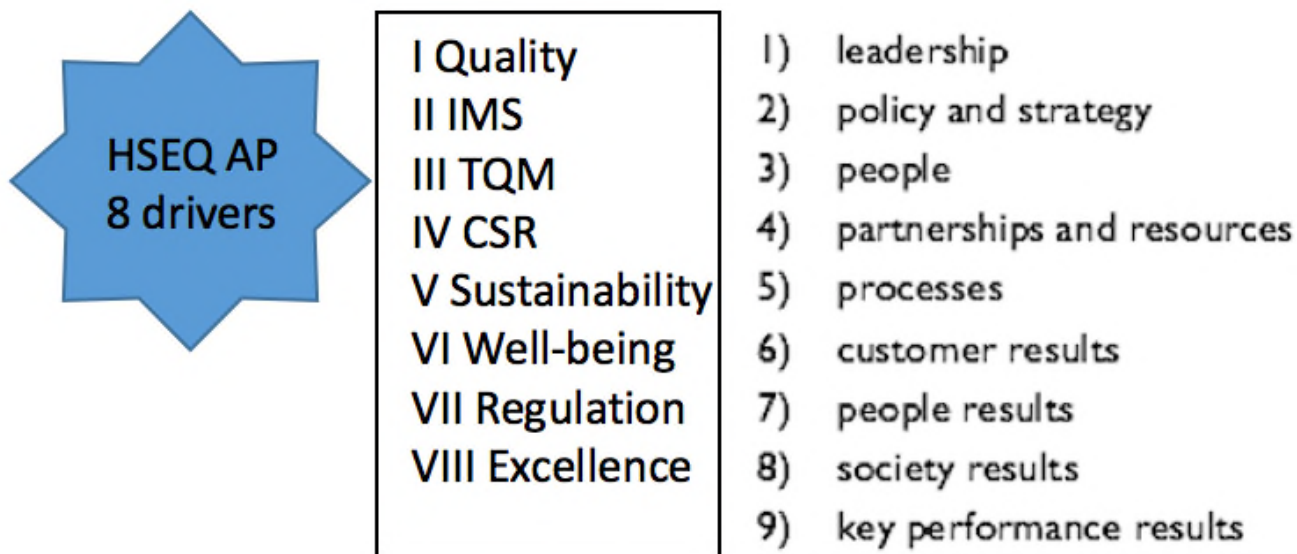 HSEQ AP
8 drivers
I Quality
II IMS
III TQM
IV CSR
V Sustainability
VI Well-being
VII Regulation
VIII Excellence
1) leadership
2) policy and strategy
3) people
4) partnerships and resources
5) processes
6) customer results
7) people results
8) society results
9) key performance results